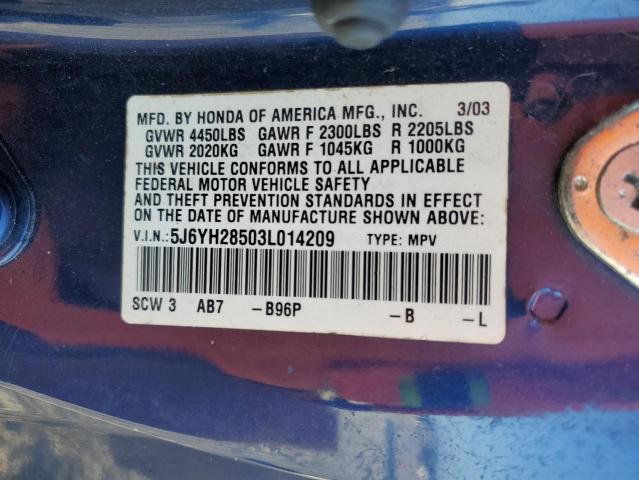 MFD. BY HONDA OF AMERICA MFG., INC. 3/03
GVWR 4450LBS GAWR F 2300LBS R 2205LBS
GVWR 2020KG GAWR F 1045KG R 1000KG
THIS VEHICLE CONFORMS TO ALL APPLICABLE
FEDERAL MOTOR VEHICLE SAFETY
AND THEFT PREVENTION STANDARDS IN EFFECT
ON THE DATE OF MANUFACTURE SHOWN ABOVE:
V.I.N.: 5J6YH28503L014209 TYPE: MPV
SCW 3 AB7 -B96P -B -L